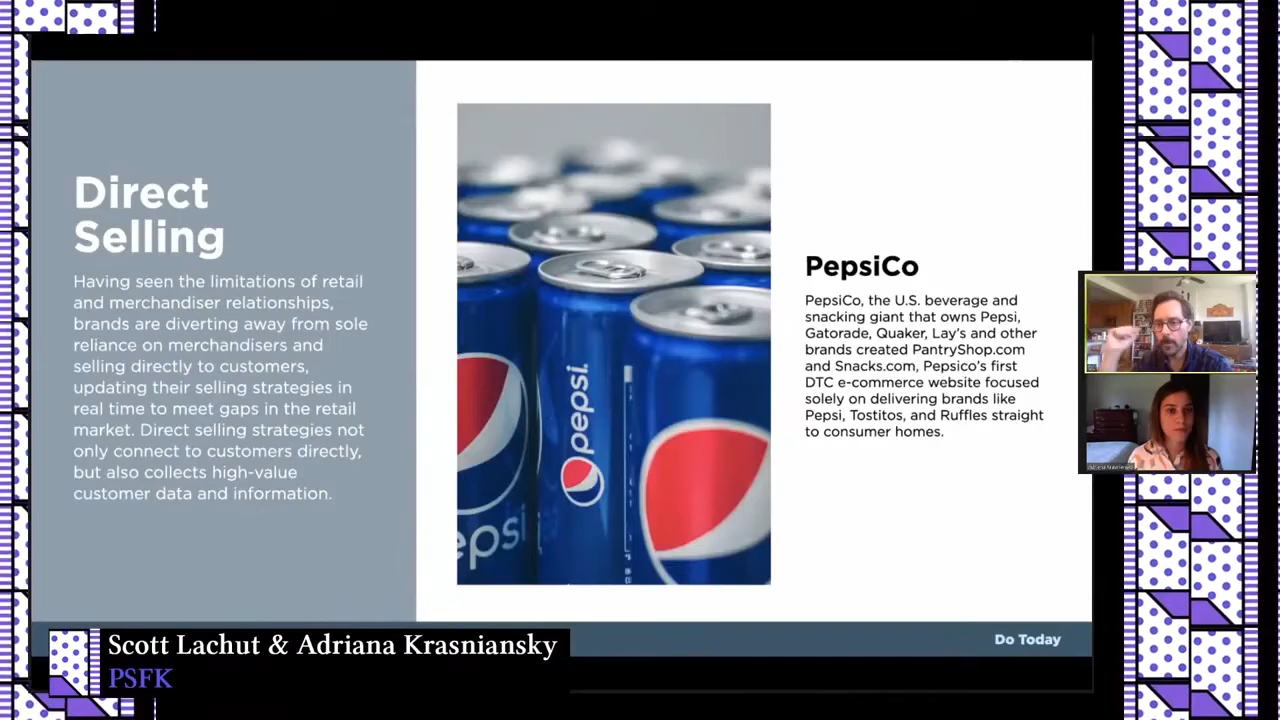 Direct
Selling
Having seen the limitations of retail
and merchandiser relationships,
brands are diverting away from sole
reliance on merchandisers and
selling directly to customers,
updating their selling strategies in
real time to meet gaps in the retail
market. Direct selling strategies not
only connect to customers directly,
but also collects high-value
customer data and information.
pepsi
epsi
PepsiCo
PepsiCo, the U.S. beverage and
snacking giant that owns Pepsi,
Gatorade, Quaker, Lay's and other
brands created PantryShop.com
and Snacks.com, Pepsico's first
DTC e-commerce website focused
solely on delivering brands like
Pepsi, Tostitos, and Ruffles straight
to consumer homes.
Do Today
Scott Lachut & Adriana Krasniansky
PSFK